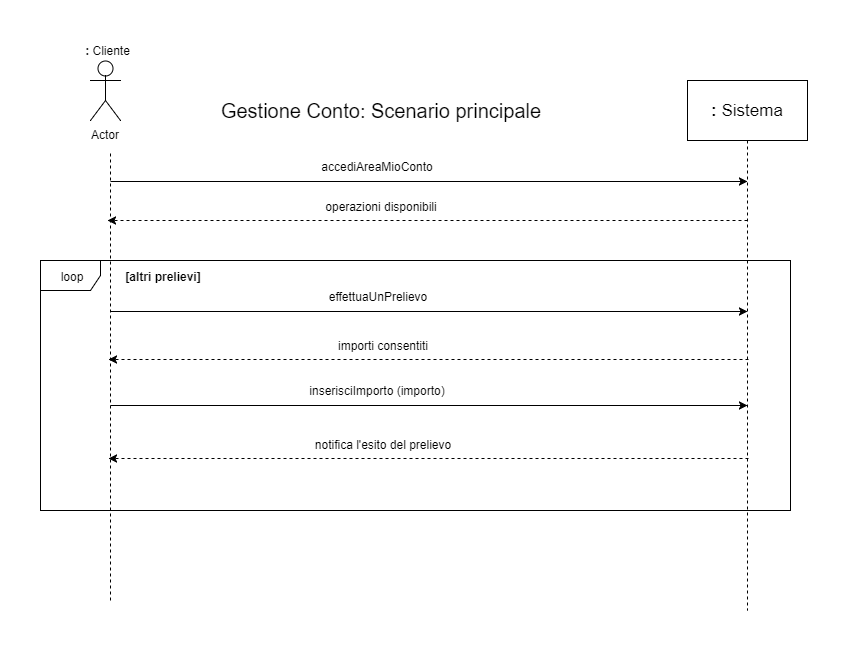 : Cliente
Actor
Gestione Conto: Scenario principale
: Sistema
accediAreaMioConto
operazioni disponibili
loop
[altri prelievi]
effettuaUnPrelievo
importi consentiti
inserisciImporto (importo)
notifica l'esito del prelievo